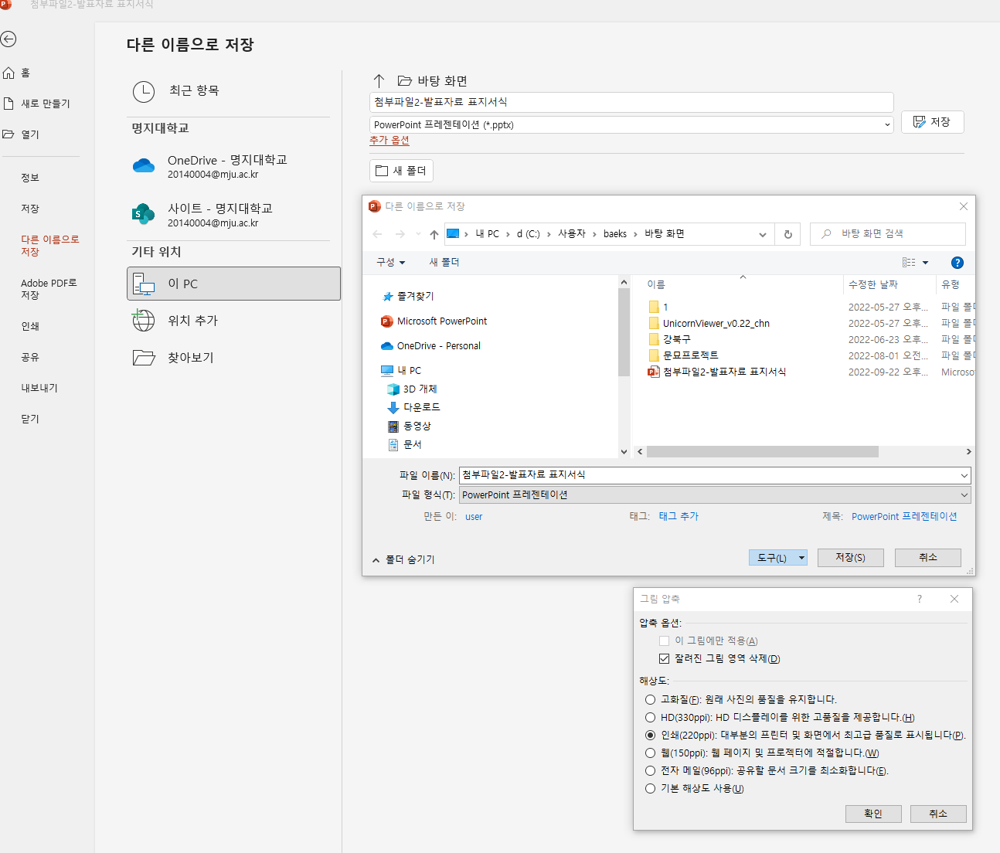 첨부파일2-발표자료 표지서식
홈
새로 만들기
열기
정보
저장
다른 이름으로
저장
Adobe PDF로
저장
인쇄
공유
내보내기
닫기
다른 이름으로 저장
최근 항목
명지대학교
OneDrive - 명지대학교
20140004@mju.ac.kr
사이트 - 명지대학교
20140004@mju.ac.kr
기타 위치
이 PC
위치 추가
찾아보기
바탕 화면
첨부파일2-발표자료 표지서식
PowerPoint 프레젠테이션 (*.pptx)
저장
추가 옵션
새 폴더
다른 이름으로 저장
내 PC > d (C:) > 사용자 > baeks > 바탕 화면
바탕 화면 검색
구성
새 폴더
즐겨찾기
Microsoft PowerPoint
OneDrive - Personal
내 PC
3D 개체
다운로드
동영상
문서
이름 수정한 날짜 유형
1 2022-05-27 오후... 파일 폴더
UnicornViewer_v0.22_chn 2022-05-27 오후... 파일 폴더
강북구 2022-06-23 오후... 파일 폴더
문묘프로젝트 2022-08-01 오전... 파일 폴더
첨부파일2-발표자료 표지서식 2022-09-22 오후... Microso
파일 이름(N): 첨부파일2-발표자료 표지서식
파일 형식(T): PowerPoint 프레젠테이션
만든 이: user 태그: 태그 추가 제목: PowerPoint 프레젠테이션
폴더 숨기기
도구(L)
저장(S)
취소
그림 압축
?
압축 옵션:
이 그림에만 적용(A)
잘려진 그림 영역 삭제(D)
해상도:
고화질(F): 원래 사진의 품질을 유지합니다.
HD(330ppi): HD 디스플레이를 위한 고품질을 제공합니다.(H)
인쇄(220ppi): 대부분의 프린터 및 화면에서 최고급 품질로 표시됩니다(P).
웹(150ppi): 웹 페이지 및 프로젝터에 적절합니다.(W)
전자 메일(96ppi): 공유할 문서 크기를 최소화합니다(E).
기본 해상도 사용(U)
확인
취소